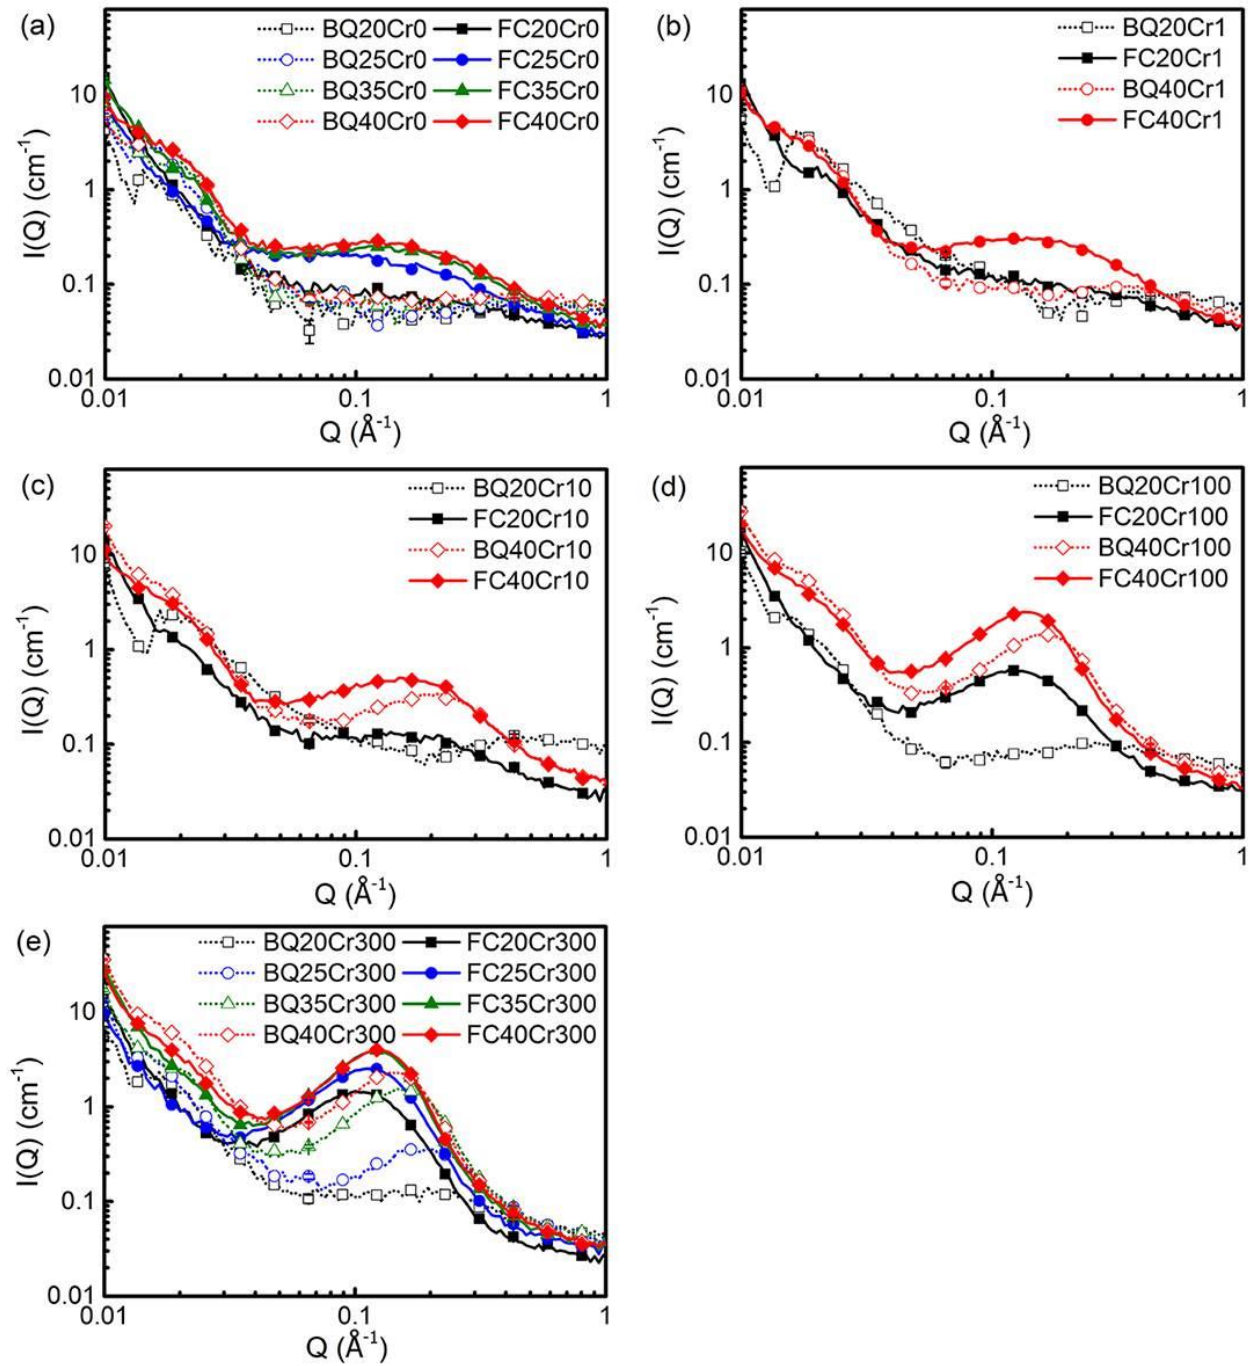 (a)
BQ20Cr0 FC20Cr0
BQ25Cr0 FC25Cr0
BQ35Cr0 FC35Cr0
BQ40Cr0 FC40Cr0
10
1
0.1
0.01
I(Q) (cm⁻¹)
0.01 0.1 1
Q (Å⁻¹)
(b)
BQ20Cr1
FC20Cr1
BQ40Cr1
FC40Cr1
10
1
0.1
0.01
I(Q) (cm⁻¹)
0.01 0.1 1
Q (Å⁻¹)
(c)
BQ20Cr10
FC20Cr10
BQ40Cr10
FC40Cr10
10
1
0.1
0.01
I(Q) (cm⁻¹)
0.01 0.1 1
Q (Å⁻¹)
(d)
BQ20Cr100
FC20Cr100
BQ40Cr100
FC40Cr100
10
1
0.1
0.01
I(Q) (cm⁻¹)
0.01 0.1 1
Q (Å⁻¹)
(e)
BQ20Cr300 FC20Cr300
BQ25Cr300 FC25Cr300
BQ35Cr300 FC35Cr300
BQ40Cr300 FC40Cr300
10
1
0.1
0.01
I(Q) (cm⁻¹)
0.01 0.1 1
Q (Å⁻¹)